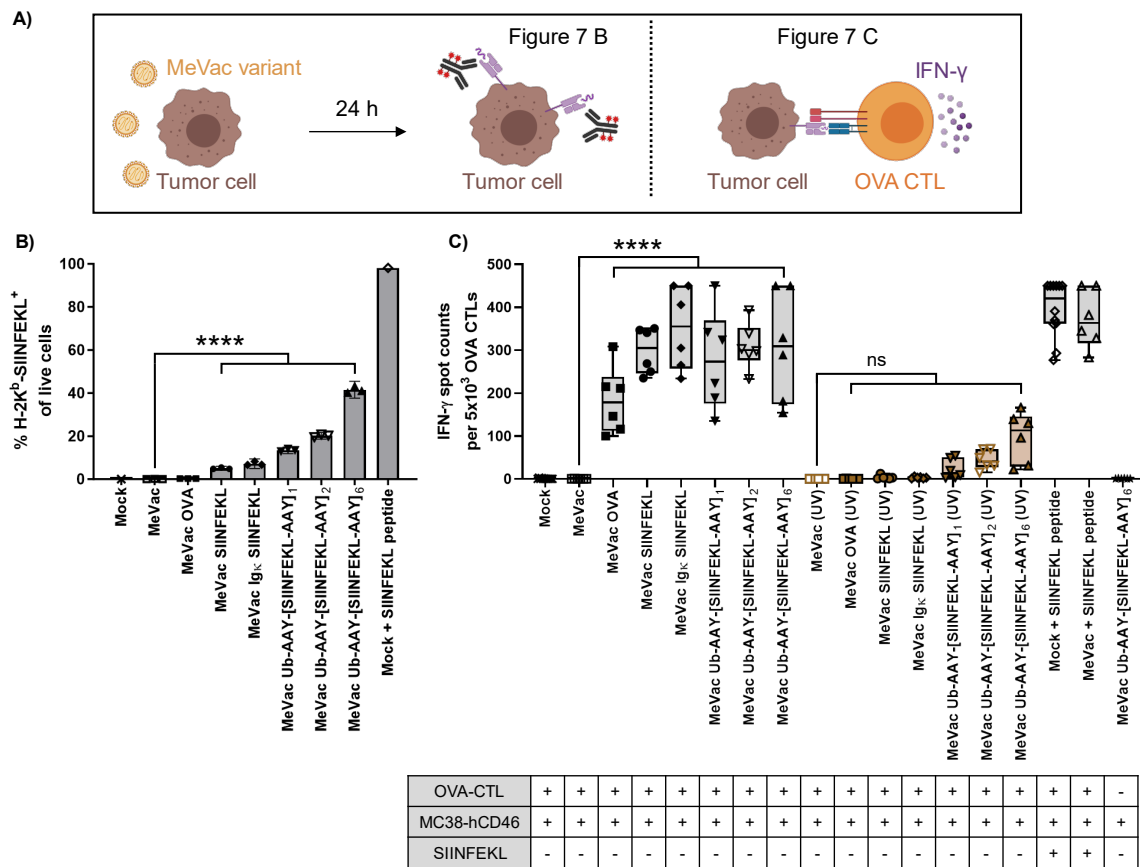 A)
MeVac variant
Tumor cell
24 h
Figure 7 B
Tumor cell
Figure 7 C
IFN-γ
Tumor cell
OVA CTL
B)
% H-2Kᵇ-SIINFEKL⁺
of live cells
100
80
60
40
20
0
****
Mock
MeVac
MeVac OVA
MeVac SIINFEKL
MeVac Igκ SIINFEKL
MeVac Ub-AAY-[SIINFEKL-AAY]₁
MeVac Ub-AAY-[SIINFEKL-AAY]₂
MeVac Ub-AAY-[SIINFEKL-AAY]₆
Mock + SIINFEKL peptide
C)
IFN-γ spot counts
per 5x10³ OVA CTLs
500
400
300
200
100
0
****
ns
Mock
MeVac
MeVac OVA
MeVac SIINFEKL
MeVac Igκ SIINFEKL
MeVac Ub-AAY-[SIINFEKL-AAY]₁
MeVac Ub-AAY-[SIINFEKL-AAY]₂
MeVac Ub-AAY-[SIINFEKL-AAY]₆
MeVac (UV)
MeVac OVA (UV)
MeVac SIINFEKL (UV)
MeVac Igκ SIINFEKL (UV)
MeVac Ub-AAY-[SIINFEKL-AAY]₁ (UV)
MeVac Ub-AAY-[SIINFEKL-AAY]₂ (UV)
MeVac Ub-AAY-[SIINFEKL-AAY]₆ (UV)
Mock + SIINFEKL peptide
MeVac + SIINFEKL peptide
MeVac Ub-AAY-[SIINFEKL-AAY]₆
OVA-CTL + + + + + + + + + + + + + + + + + -
MC38-hCD46 + + + + + + + + + + + + + + + + + +
SIINFEKL - - - - - - - - - - - - - - - + + -